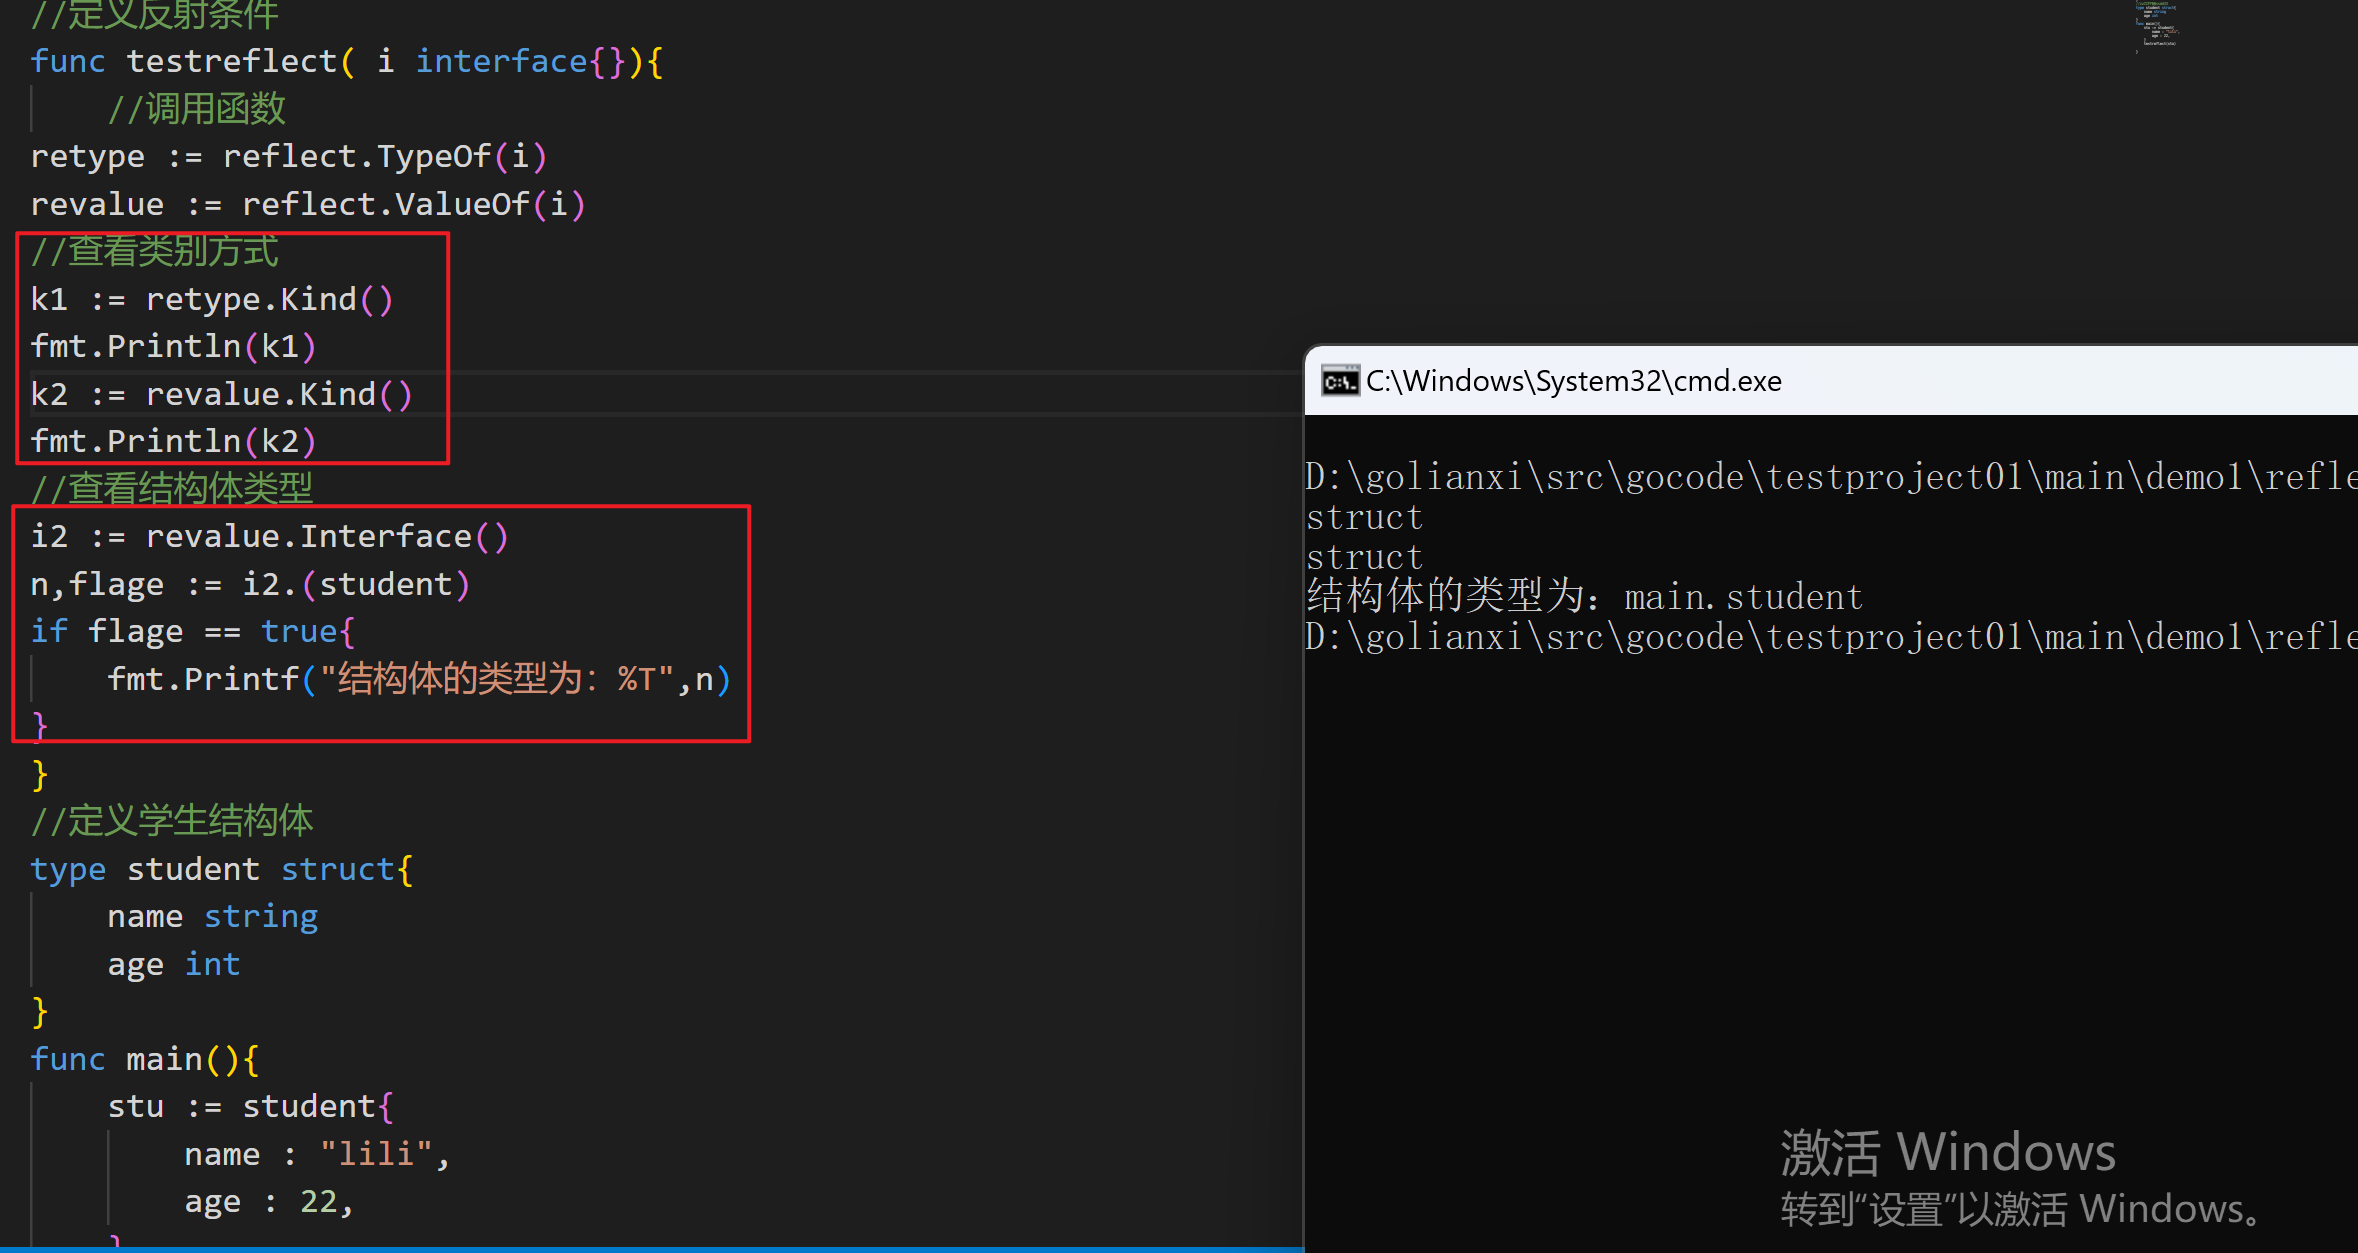 //定义反射条件
func testreflect( i interface{}){
//调用函数
retype := reflect.TypeOf(i)
revalue := reflect.ValueOf(i)
//查看类别方式
k1 := retype.Kind()
fmt.Println(k1)
k2 := revalue.Kind()
fmt.Println(k2)
//查看结构体类型
i2 := revalue.Interface()
n,flage := i2.(student)
if flage == true{
fmt.Printf("结构体的类型为：%T",n)
}
}
//定义学生结构体
type student struct{
name string
age int
}
func main(){
stu := student{
name : "lili",
age : 22,
}
C:\Windows\System32\cmd.exe
D:\golianxi\src\gocode\testproject01\main\demo1\refle
struct
struct
结构体的类型为：main.student
D:\golianxi\src\gocode\testproject01\main\demo1\refle
激活 Windows
转到“设置”以激活 Windows。